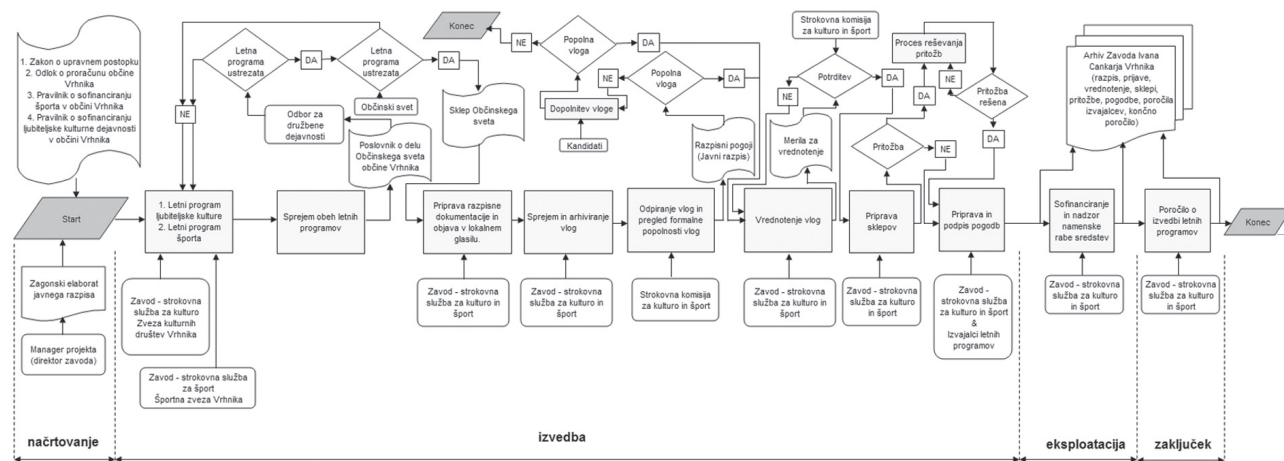 1. Zakon o upravnem postopku
2. Odlok o proračunu občine
Vrhnika
3. Pravilnik o sofinanciranju
športa v občini Vrhnika
4. Pravilnik o sofinanciranju
ljubiteljske kulturne dejavnosti
v občini Vrhnika
Start
Zagonski elaborat
javnega razpisa
Manager projekta
(direktor zavoda)
NE
Letna
programa
ustrezata
DA
Letna
programa
ustrezata
DA
Občinski svet
Sklep Občinskega
sveta
Odbor za
družbene
dejavnosti
Poslovnik o delu
Občinskega sveta
občine Vrhnika
1. Letni program
ljubiteljske kulture
2. Letni program
športa
Sprejem obeh letnih
programov
Zavod - strokovna
služba za kulturo
Zveza kulturnih
društev Vrhnika
Zavod - strokovna služba
za šport
Športna zveza Vrhnika
Priprava razpisne
dokumentacije in
objava v lokalnem
glasilu.
Zavod - strokovna
služba za kulturo in
šport
Sprejem in arhiviranje
vlog
Zavod - strokovna
služba za kulturo in
šport
Konec
NE
Popolna
vloga
DA
NE
Popolna
vloga
DA
Dopolnitev vloge
Kandidati
Razpisni pogoji
(Javni razpis)
Odpiranje vlog in
pregled formalne
popolnosti vlog
Strokovna komisija
za kulturo in šport
Strokovna komisija
za kulturo in šport
Potrditev
NE
DA
Merila za
vrednotenje
Vrednotenje vlog
Zavod - strokovna
služba za kulturo in
šport
Proces reševanja
pritožb
NE
DA
Pritožba
rešena
DA
Pritožba
NE
Priprava
sklepov
Zavod - strokovna
služba za kulturo
in šport
Priprava in
podpis pogodb
Zavod -
strokovna služba
za kulturo in šport
&
Izvajalci letnih
programov
Arhiv Zavoda Ivana
Cankarja Vrhnika
(razpis, prijave,
vrednotenje, sklepi,
pritožbe, pogodbe, poročila
izvajalcev, končno
poročilo)
Sofinanciranje
in nadzor
namenske
rabe sredstev
Zavod - strokovna
služba za kulturo in
šport
Poročilo o
izvedbi letnih
programov
Zavod - strokovna
služba za kulturo in
šport
Konec
načrtovanje
izvedba
eksploatacija
zaključek